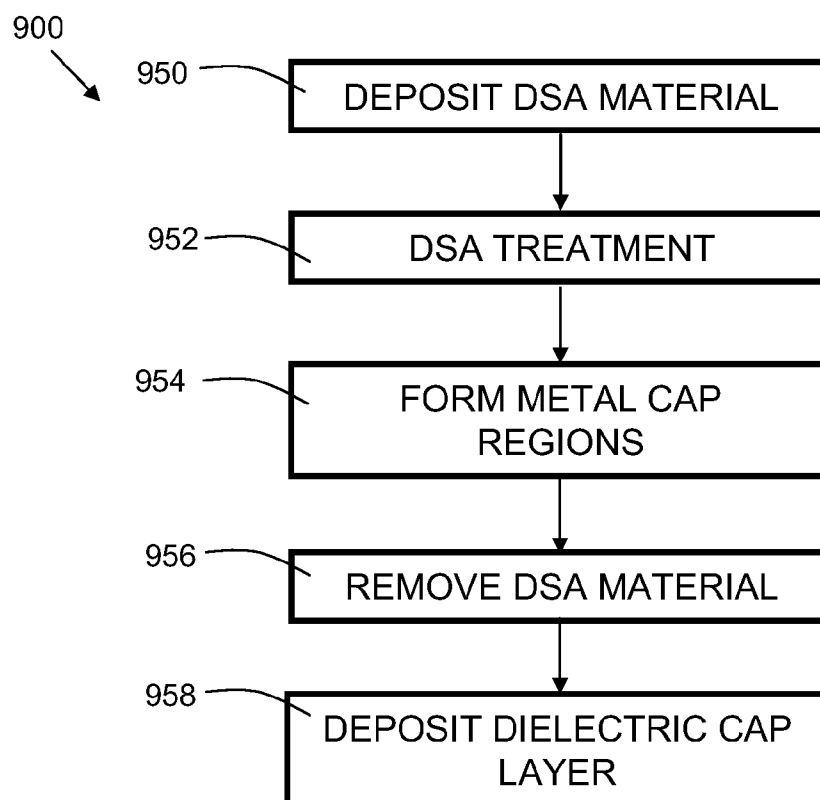 900
950
DEPOSIT DSA MATERIAL
952
DSA TREATMENT
954
FORM METAL CAP
REGIONS
956
REMOVE DSA MATERIAL
958
DEPOSIT DIELECTRIC CAP
LAYER